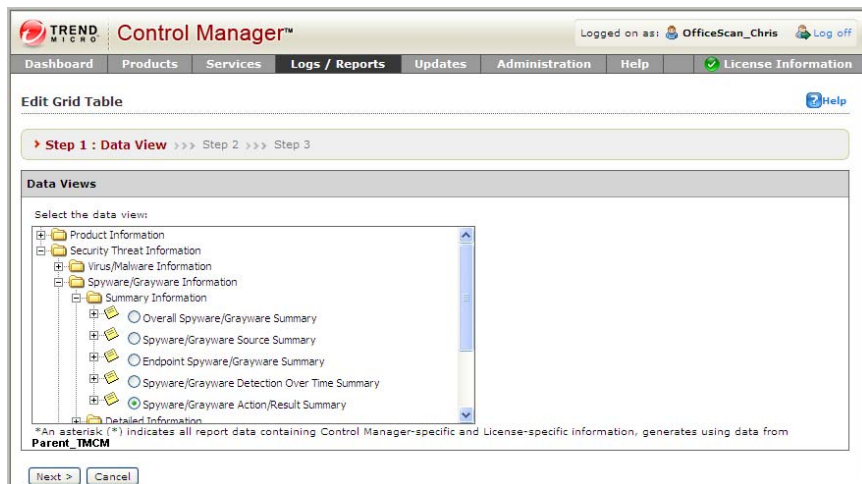 TREND MICRO Control Manager™ Logged on as: OfficeScan_Chris Log off
Dashboard Products Services Logs / Reports Updates Administration Help License Information
Edit Grid Table Help
Step 1 : Data View >>> Step 2 >>> Step 3
Data Views
Select the data view:
Product Information
Security Threat Information
Virus/Malware Information
Spyware/Grayware Information
Summary Information
Overall Spyware/Grayware Summary
Spyware/Grayware Source Summary
Endpoint Spyware/Grayware Summary
Spyware/Grayware Detection Over Time Summary
Spyware/Grayware Action/Result Summary
Detailed Information
*An asterisk (*) indicates all report data containing Control Manager-specific and License-specific information, generates using data from
Parent_TMCM
Next > Cancel